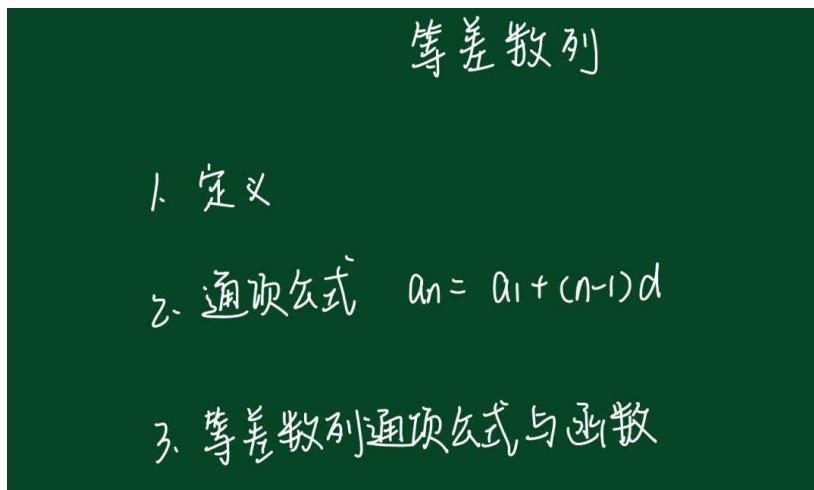 等差数列
1. 定义
2. 通项公式 an = a1 + (n-1)d
3. 等差数列通项公式与函数